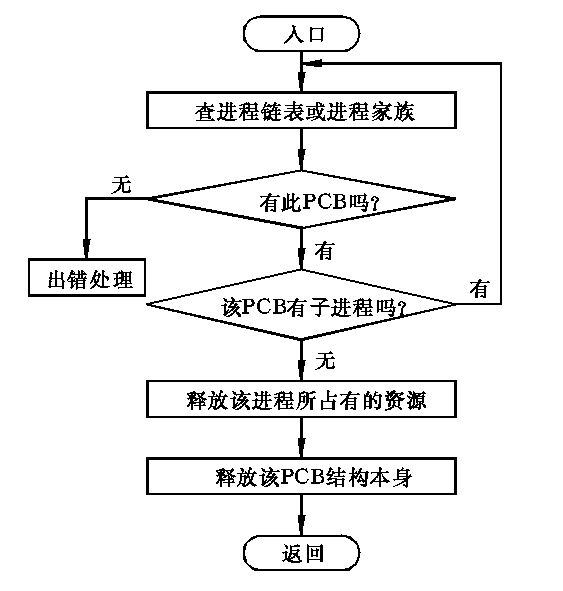 入口
查进程链表或进程家族
无
有此PCB吗?
有
出错处理
该PCB有子进程吗?
有
无
释放该进程所占有的资源
释放该PCB结构本身
返回